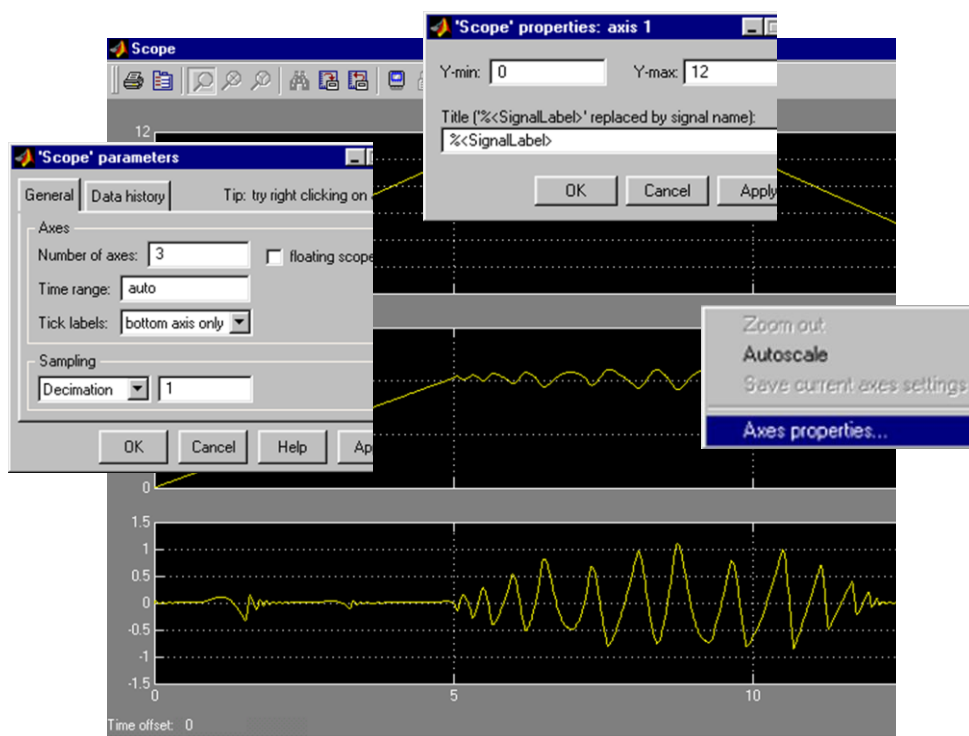 'Scope' properties: axis 1
Y-min: 0 Y-max: 12
Title ('%<SignalLabel>' replaced by signal name):
%<SignalLabel>
OK Cancel Apply
Scope
12
'Scope' parameters
General Data history Tip: try right clicking on
Axes
Number of axes: 3 floating scope
Time range: auto
Tick labels: bottom axis only
Sampling
Decimation 1
OK Cancel Help Ap
Zoom out
Autoscale
Save current axes settings
Axes properties...
0
1.5
1
0.5
0
-0.5
-1
-1.5
0 5 10
Time offset: 0